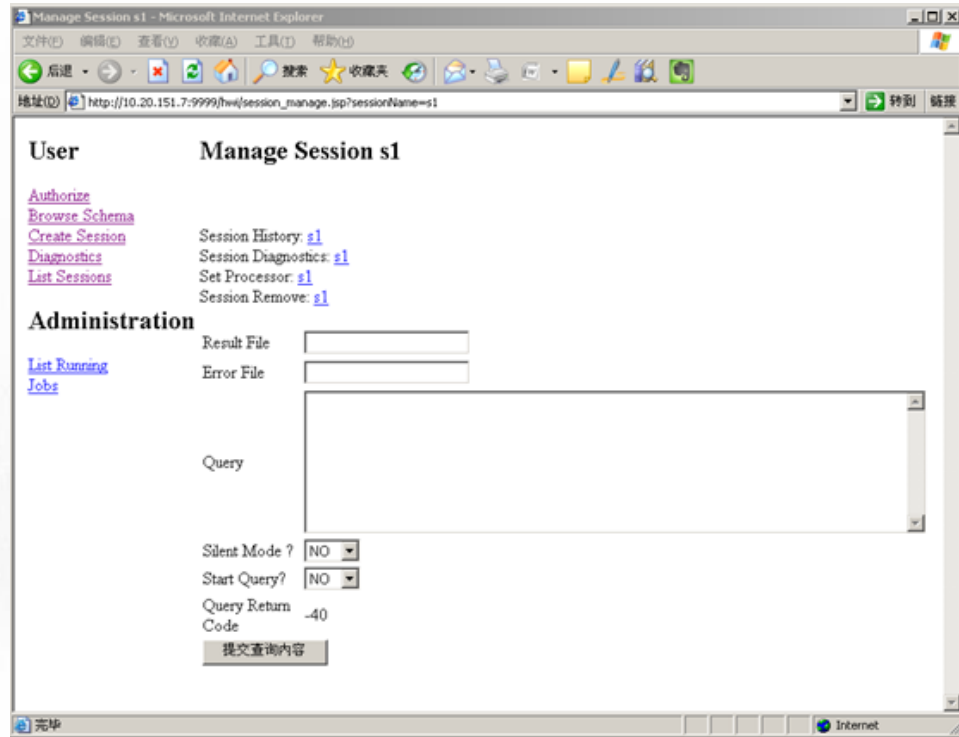 Manage Session s1 - Microsoft Internet Explorer
文件(F) 编辑(E) 查看(V) 收藏(A) 工具(T) 帮助(H)
后退 搜索 收藏夹
地址(D) http://10.20.151.7:9999/hwi/session_manage.jsp?sessionName=s1 转到 链接
User
Authorize
Browse Schema
Create Session
Diagnostics
List Sessions
Administration
List Running
Jobs
Manage Session s1
Session History: s1
Session Diagnostics: s1
Set Processor: s1
Session Remove: s1
Result File
Error File
Query
Silent Mode ? NO
Start Query? NO
Query Return
Code -40
提交查询内容
完毕 Internet